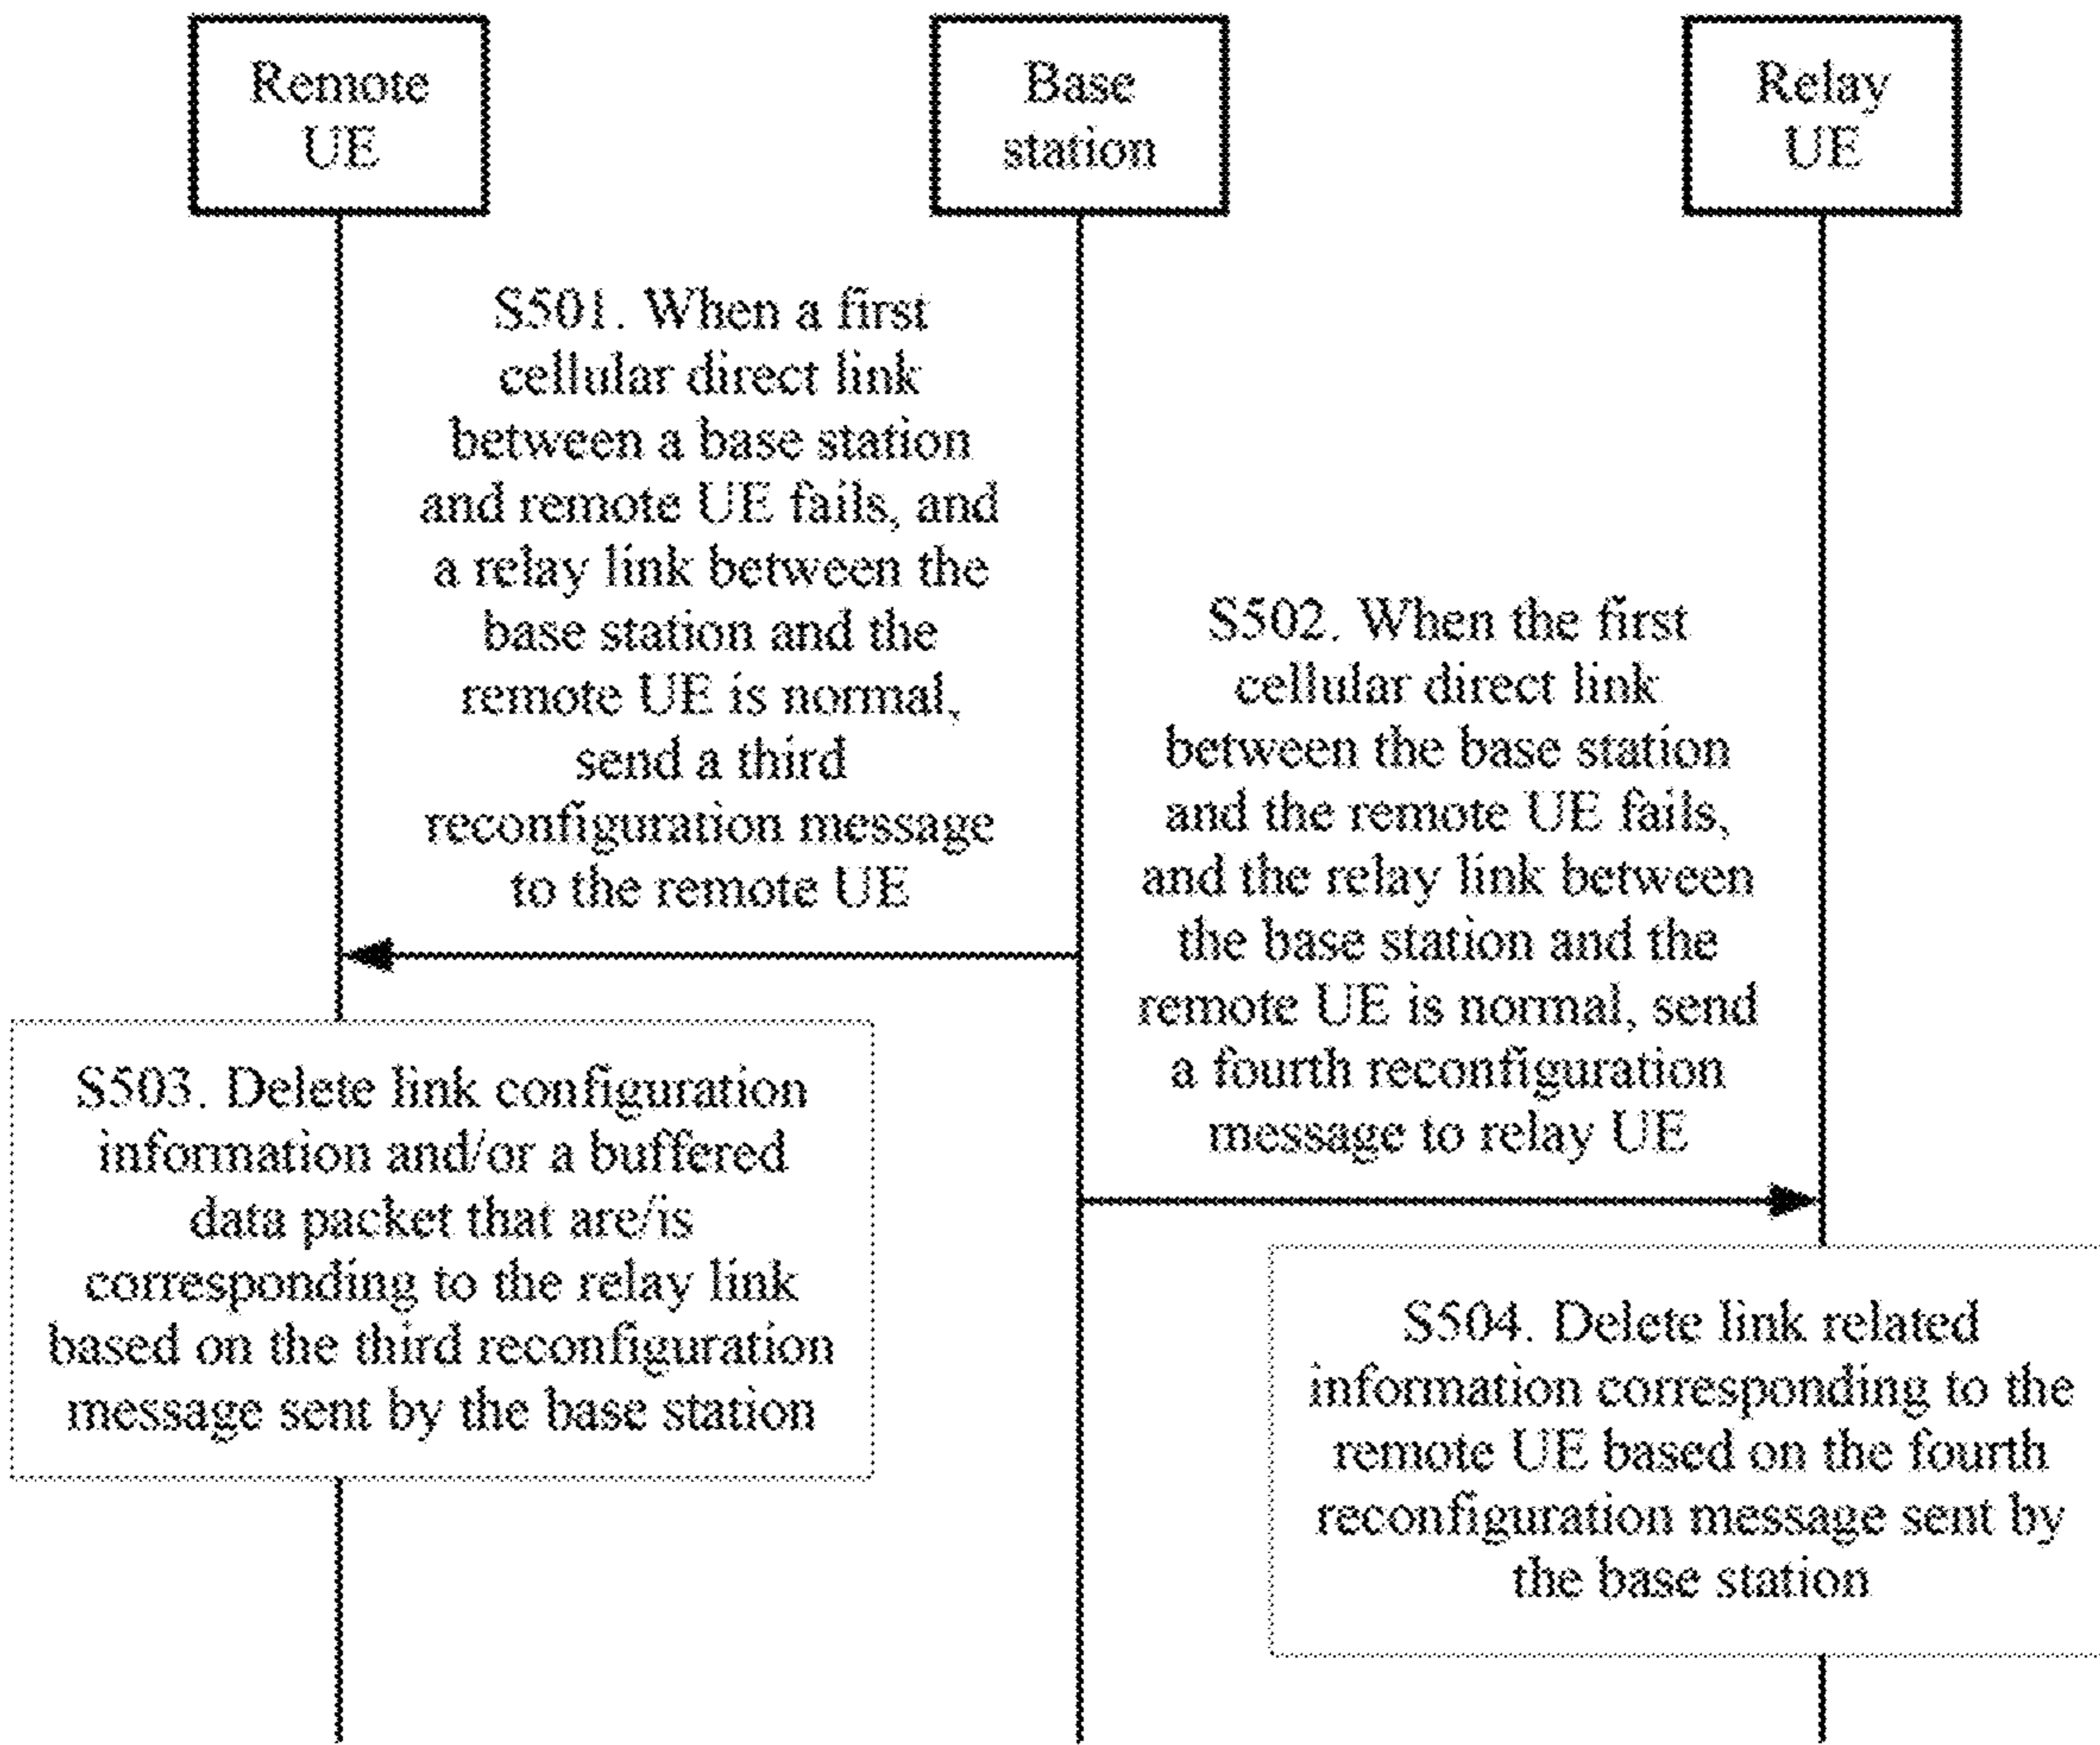 Remote
UE
Base
station
Relay
UE
S501. When a first
cellular direct link
between a base station
and remote UE fails, and
a relay link between the
base station and the
remote UE is normal,
send a third
reconfiguration message
to the remote UE
S502. When the first
cellular direct link
between the base station
and the remote UE fails,
and the relay link between
the base station and the
remote UE is normal, send
a fourth reconfiguration
message to relay UE
S503. Delete link configuration
information and/or a buffered
data packet that are/is
corresponding to the relay link
based on the third reconfiguration
message sent by the base station
S504. Delete link related
information corresponding to the
remote UE based on the fourth
reconfiguration message sent by
the base station